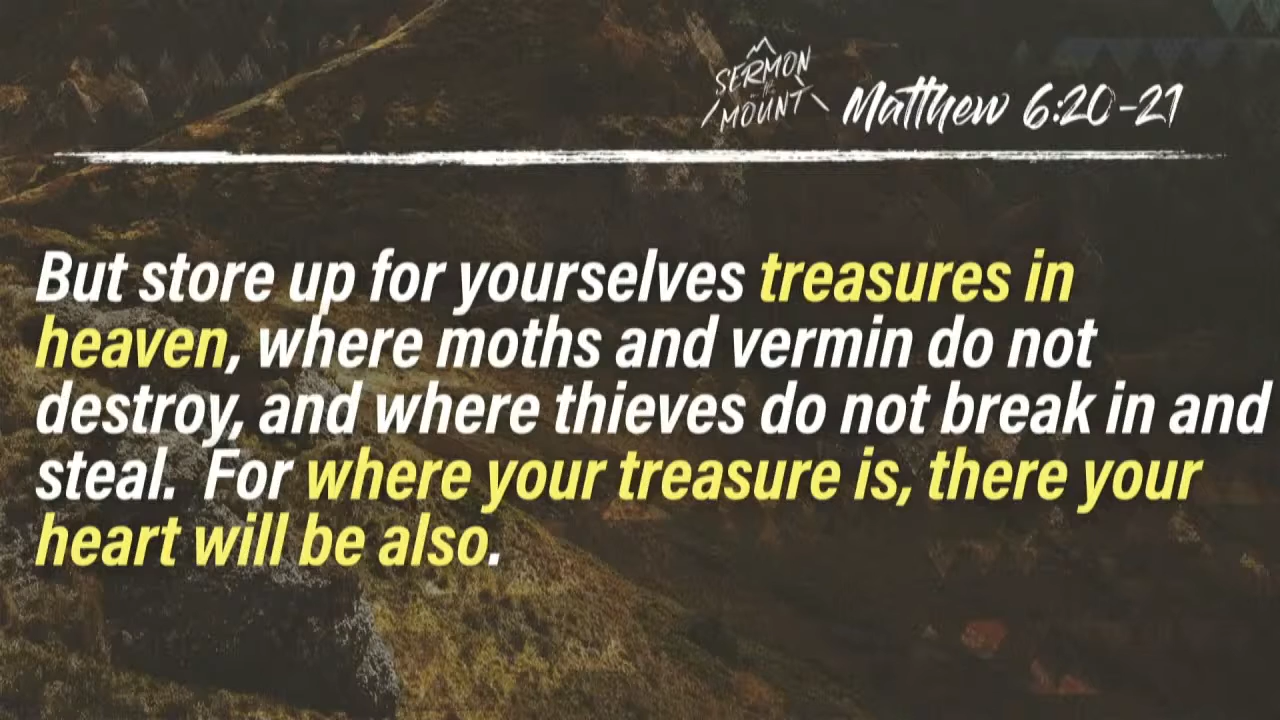 SERMON
on the
MOUNT
Matthew 6:20-21
But store up for yourselves treasures in
heaven, where moths and vermin do not
destroy, and where thieves do not break in and
steal.  For where your treasure is, there your
heart will be also.